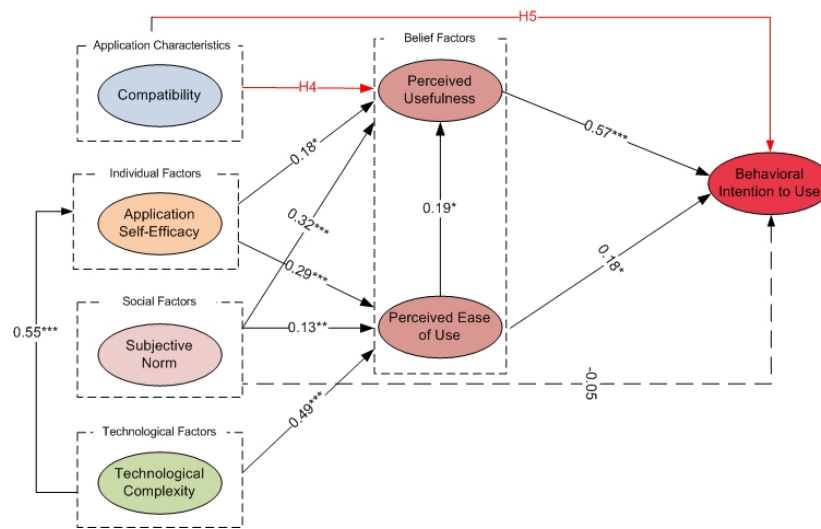 H5
Application Characteristics
Belief Factors
Compatibility
H4
Perceived
Usefulness
0.18*
0.57***
Individual Factors
Application
Self-Efficacy
0.32***
0.19*
Behavioral
Intention to Use
0.29***
0.18*
Social Factors
0.55***
Subjective
Norm
0.13**
Perceived Ease
of Use
-0.05
0.49***
Technological Factors
Technological
Complexity